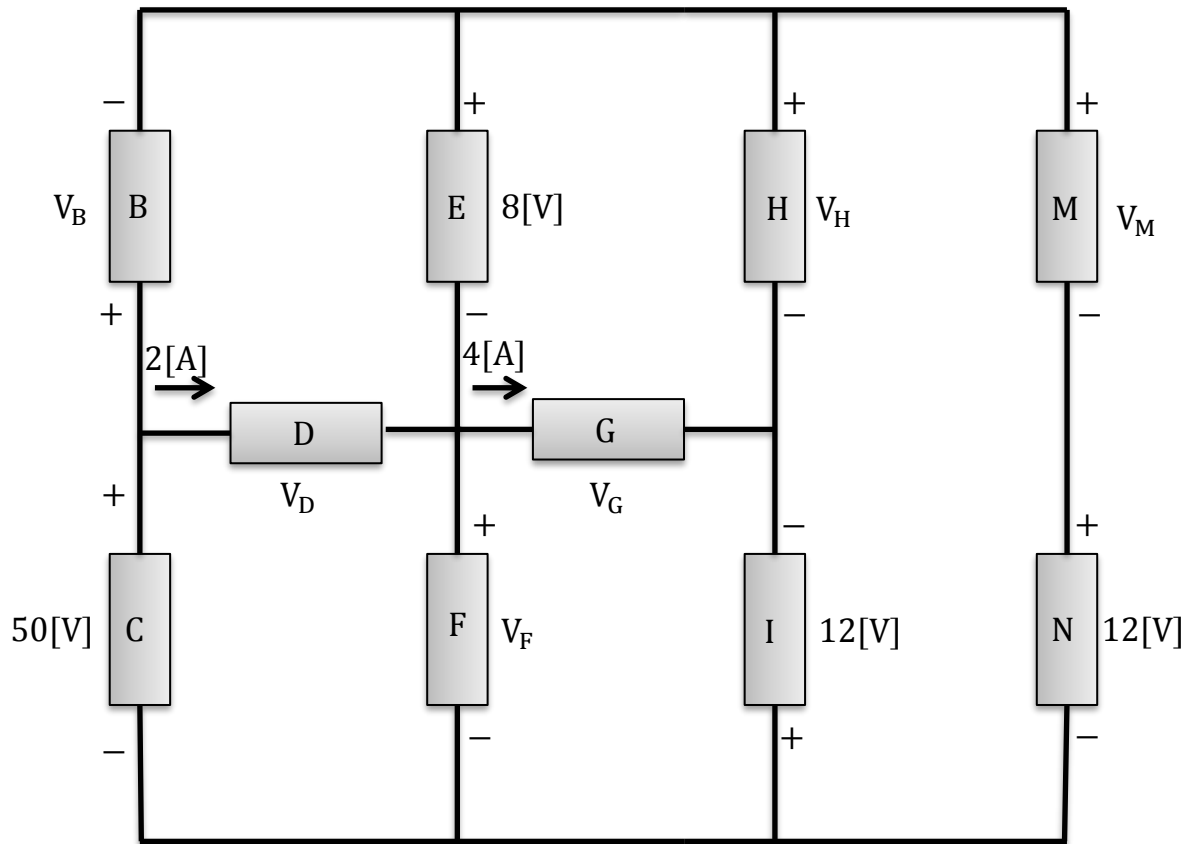 − + + +
V_B B E 8[V] H V_H M V_M
+ − − −
2[A] 4[A]
D G
+ V_D V_G
+ − +
50[V] C F V_F I 12[V] N 12[V]
− − + −